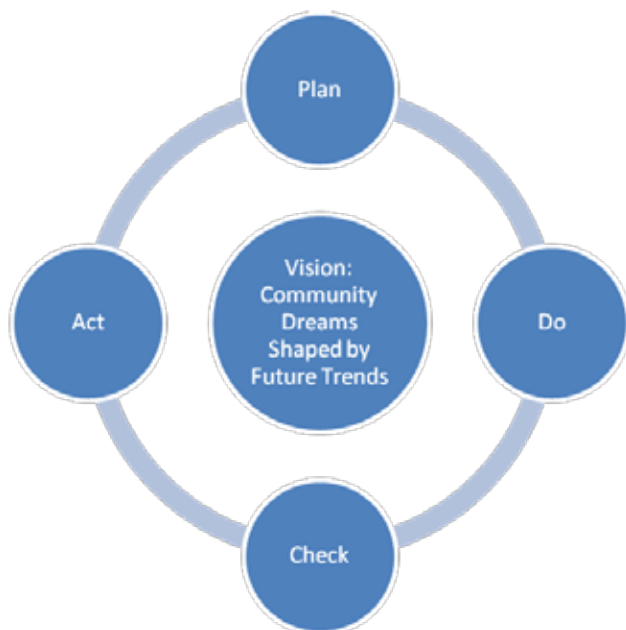 Plan
Vision:
Community
Dreams
Shaped by
Future Trends
Act
Do
Check